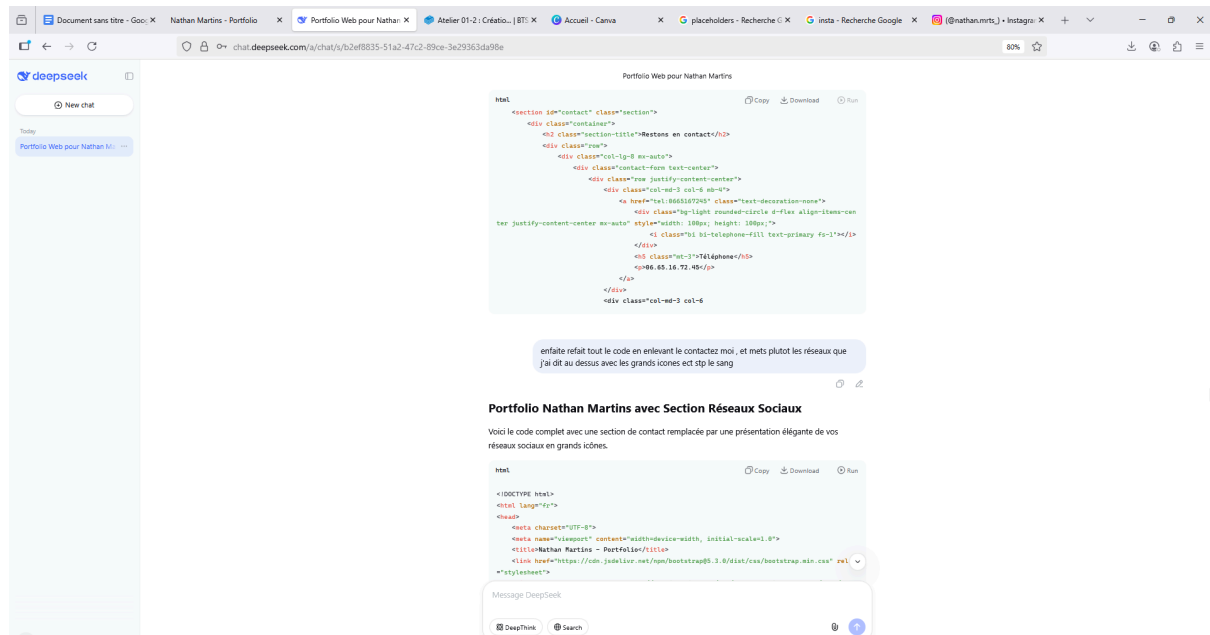 Document sans titre - Goo
Nathan Martins - Portfolio
Portfolio Web pour Nathan
Atelier 01-2 : Créatio... | BTS
Accueil - Canva
placeholders - Recherche G
insta - Recherche Google
(@nathan.mrts_) • Instagra
chat.deepseek.com/a/chat/s/b2ef8835-51a2-47c2-89ce-3e29363da98e
80%
deepseek
New chat
Today
Portfolio Web pour Nathan Ma
Portfolio Web pour Nathan Martins
html
Copy
Download
Run
<section id="contact" class="section">
<div class="container">
<h2 class="section-title">Restons en contact</h2>
<div class="row">
<div class="col-lg-8 mx-auto">
<div class="contact-form text-center">
<div class="row justify-content-center">
<div class="col-md-3 col-6 mb-4">
<a href="tel:0665167245" class="text-decoration-none">
<div class="bg-light rounded-circle d-flex align-items-cen
ter justify-content-center mx-auto" style="width: 100px; height: 100px;">
<i class="bi bi-telephone-fill text-primary fs-1"></i>
</div>
<h5 class="mt-3">Téléphone</h5>
<p>06.65.16.72.45</p>
</a>
</div>
<div class="col-md-3 col-6
enfaite refait tout le code en enlevant le contactez moi , et mets plutot les réseaux que
j'ai dit au dessus avec les grands icones ect stp le sang
Portfolio Nathan Martins avec Section Réseaux Sociaux
Voici le code complet avec une section de contact remplacée par une présentation élégante de vos
réseaux sociaux en grands icônes.
html
Copy
Download
Run
<!DOCTYPE html>
<html lang="fr">
<head>
<meta charset="UTF-8">
<meta name="viewport" content="width=device-width, initial-scale=1.0">
<title>Nathan Martins - Portfolio</title>
<link href="https://cdn.jsdelivr.net/npm/bootstrap@5.3.0/dist/css/bootstrap.min.css" rel
="stylesheet">
Message DeepSeek
DeepThink
Search